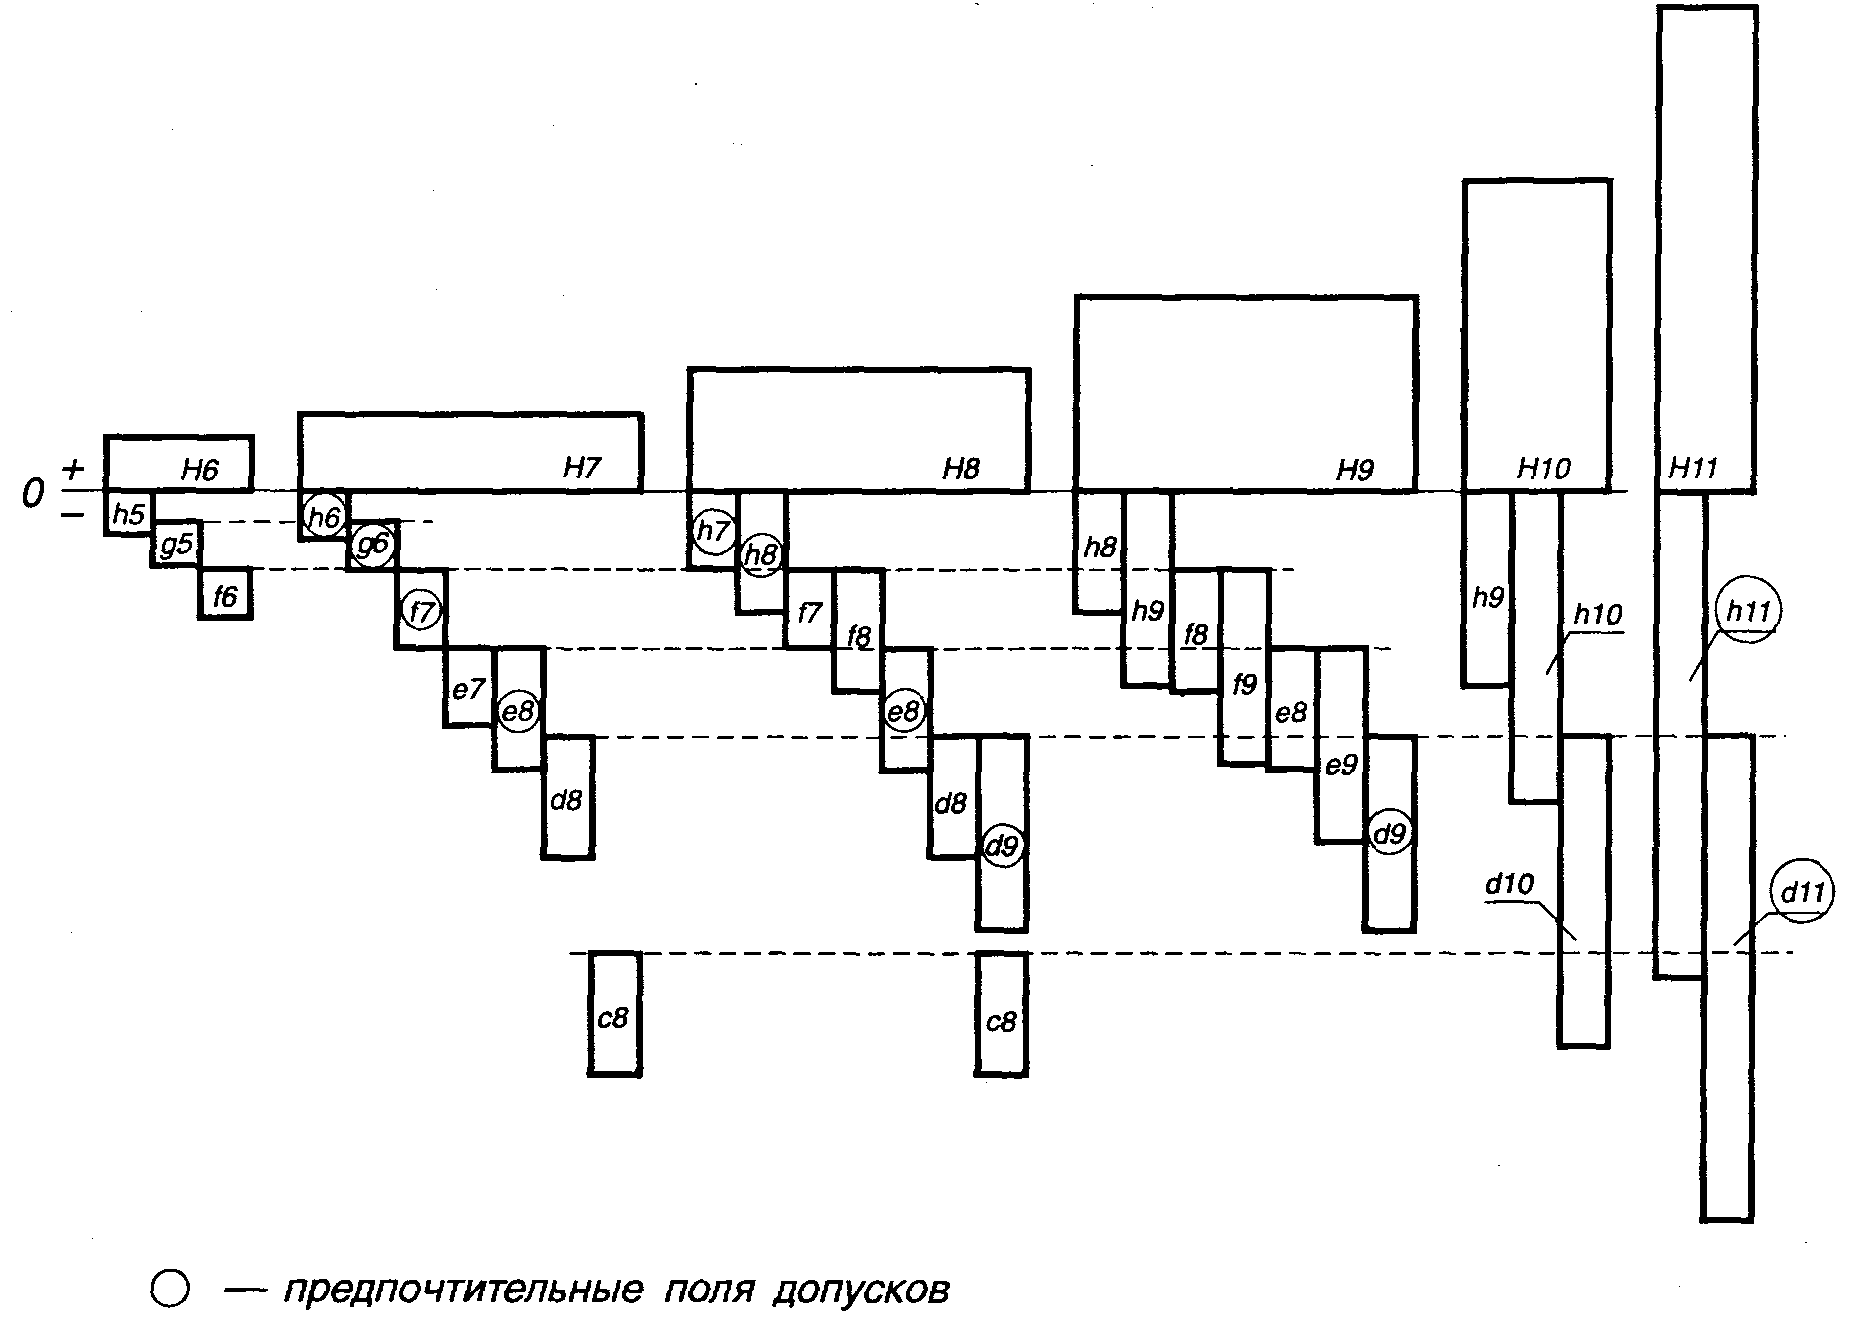 H6 H7 H8 H9 H10 H11
+
0
−
h5 g5 f6
h6 g6 f7 e7 e8 d8 c8
h7 h8 f7 f8 e8 d8 d9 c8
h8 h9 f8 f9 e8 e9 d9
h9 h10 d10
h11 d11
— предпочтительные поля допусков